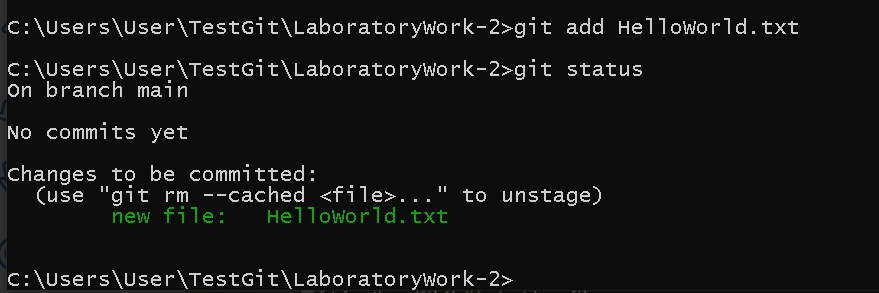 C:\Users\User\TestGit\LaboratoryWork-2>git add HelloWorld.txt
C:\Users\User\TestGit\LaboratoryWork-2>git status
On branch main
No commits yet
Changes to be committed:
  (use "git rm --cached <file>..." to unstage)
        new file:   HelloWorld.txt
C:\Users\User\TestGit\LaboratoryWork-2>